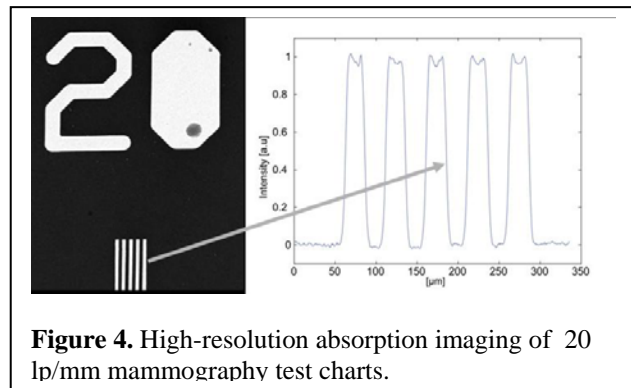 20
1
0.8
0.6
0.4
0.2
0
Intensity [a.u]
0 50 100 150 200 250 300 350
[µm]
Figure 4. High-resolution absorption imaging of 20
lp/mm mammography test charts.